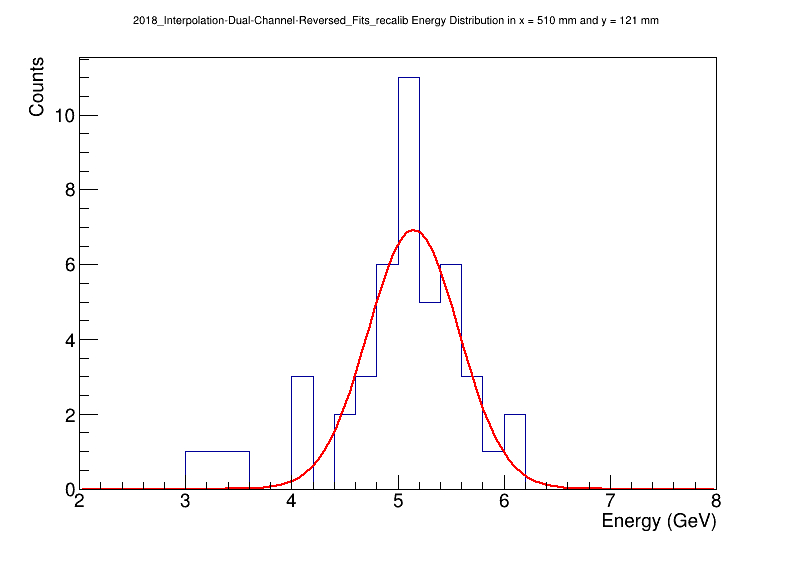 2018_Interpolation-Dual-Channel-Reversed_Fits_recalib Energy Distribution in x = 510 mm and y = 121 mm
Counts
10
8
6
4
2
0
2 3 4 5 6 7 8
Energy (GeV)